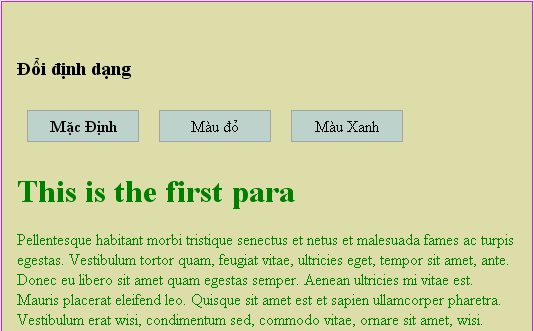 Đổi định dạng
Mặc Định Màu đỏ Màu Xanh
This is the first para
Pellentesque habitant morbi tristique senectus et netus et malesuada fames ac turpis
egestas. Vestibulum tortor quam, feugiat vitae, ultricies eget, tempor sit amet, ante.
Donec eu libero sit amet quam egestas semper. Aenean ultricies mi vitae est.
Mauris placerat eleifend leo. Quisque sit amet est et sapien ullamcorper pharetra.
Vestibulum erat wisi, condimentum sed, commodo vitae, ornare sit amet, wisi.